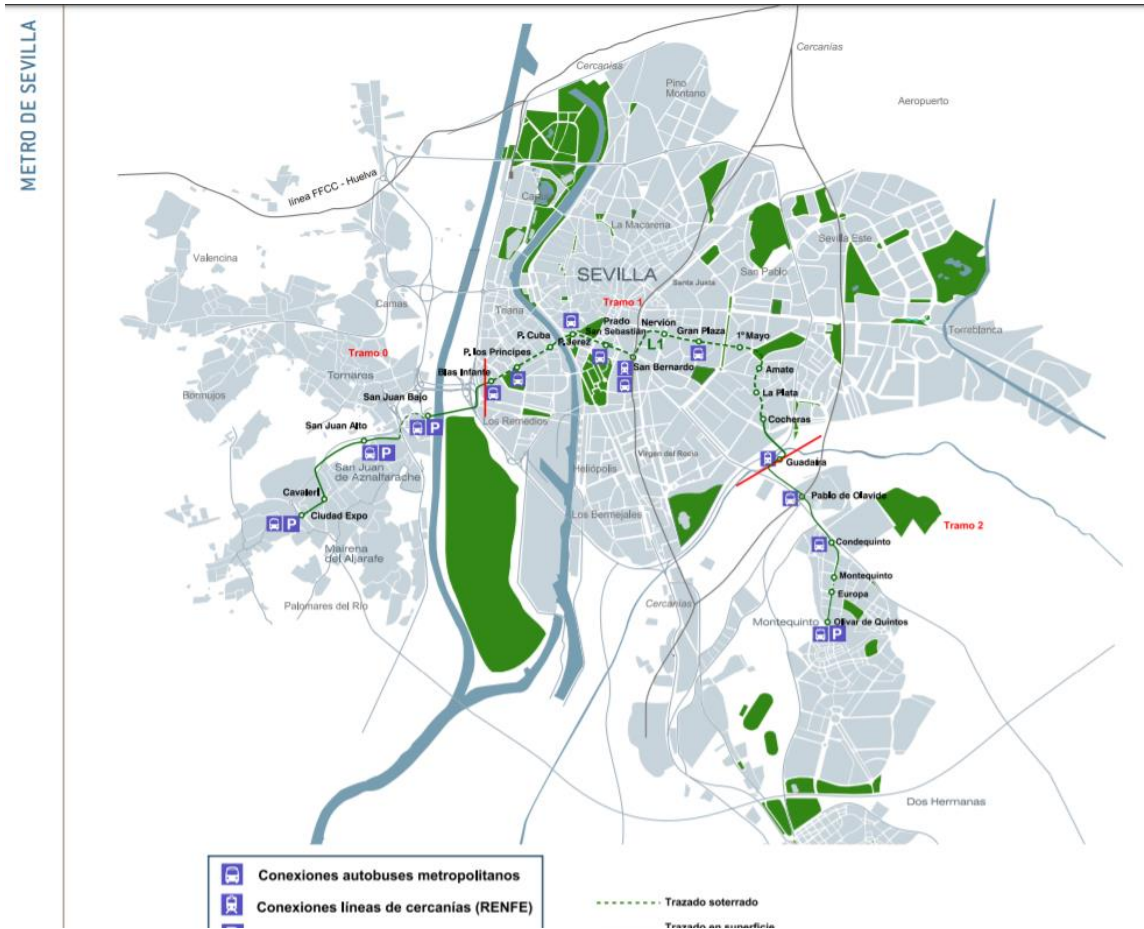 METRO DE SEVILLA
Cercanías
Cercanías
Pino
Montano
Aeropuerto
línea FFCC - Huelva
La Macarena
Sevilla Este
Valencina
SEVILLA
San Pablo
Santa Justa
Camas
Triana
Tramo 1
Torreblanca
Prado
San Sebastián
Nervión
Gran Plaza
1º Mayo
P. Cuba
P. Jerez
L1
Tramo 0
P. los Príncipes
Blas Infante
San Bernardo
Amate
Tomares
Bormujos
San Juan Bajo
La Plata
Los Remedios
Cocheras
San Juan Alto
P
P
San Juan
de Aznalfarache
Heliópolis
Virgen del Rocío
Guadaira
Cavaleri
Ciudad Expo
P
Pablo de Olavide
Los Bermejales
Tramo 2
Mairena
del Aljarafe
Condequinto
Montequinto
Europa
Palomares del Río
Cercanías
Montequinto
Olivar de Quintos
P
Dos Hermanas
Conexiones autobuses metropolitanos
Conexiones líneas de cercanías (RENFE)
Trazado soterrado
Trazado en superficie